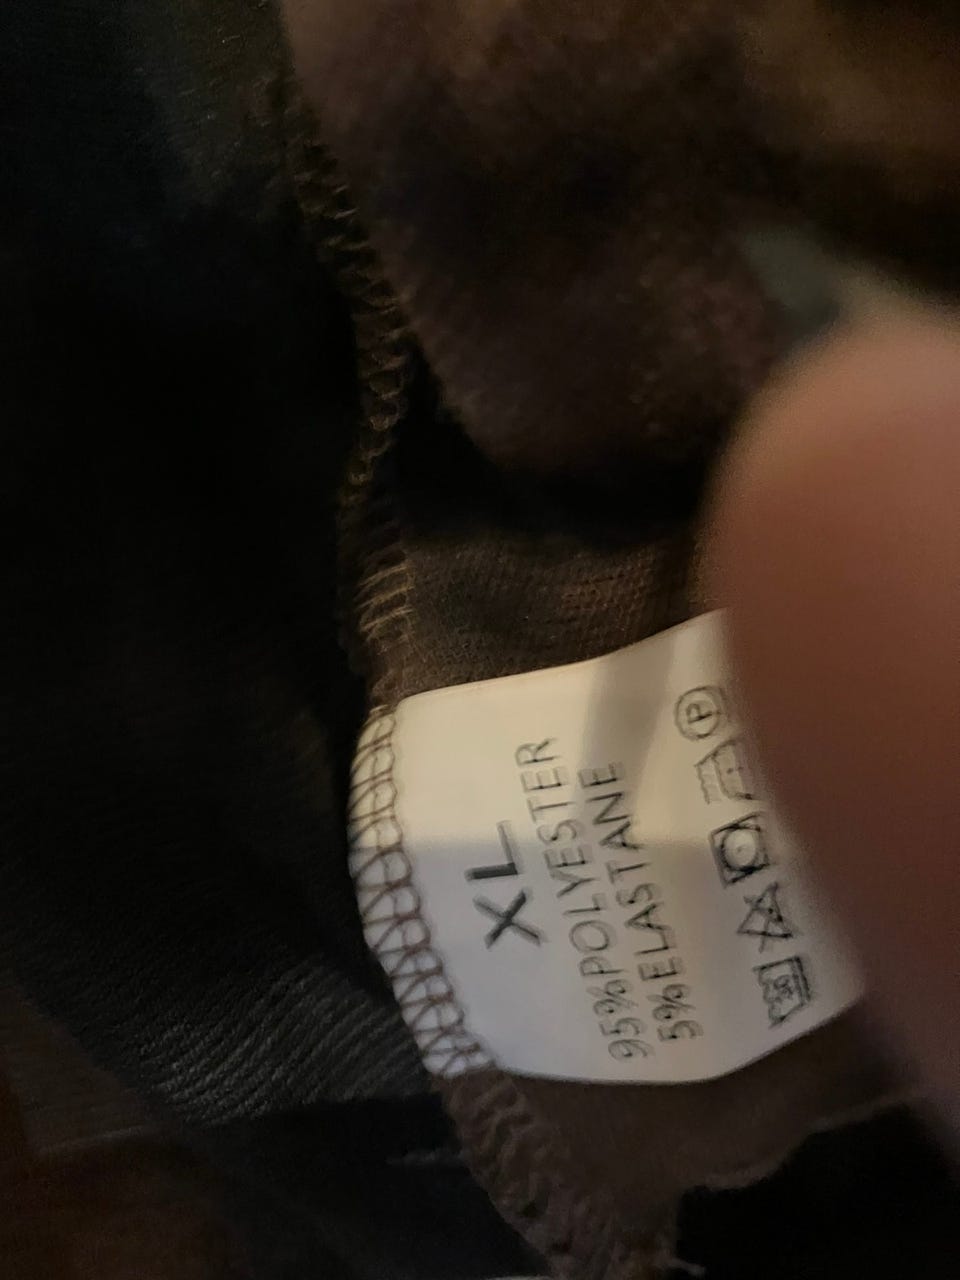 XL
95%POLYESTER
5%ELASTANE
P